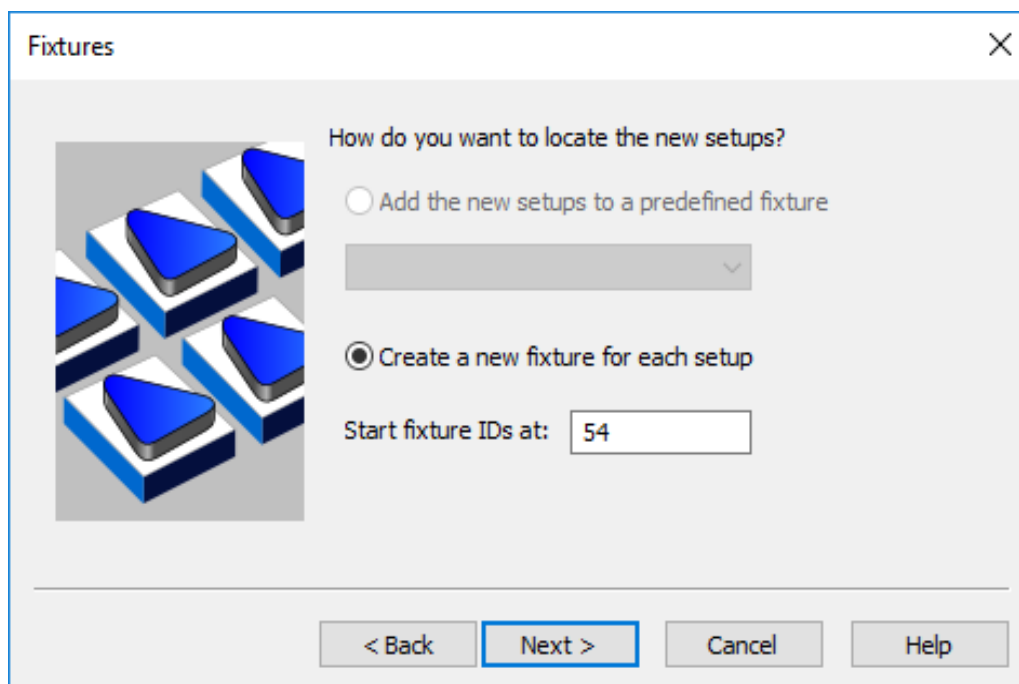 Fixtures
How do you want to locate the new setups?
Add the new setups to a predefined fixture
Create a new fixture for each setup
Start fixture IDs at: 54
< Back Next > Cancel Help